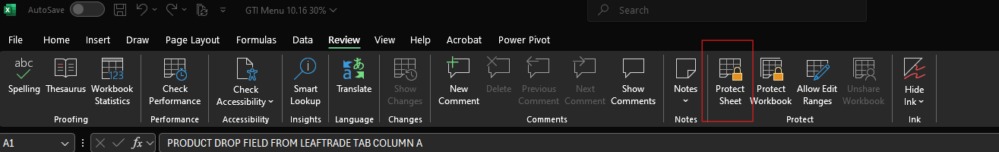 AutoSave
GTI Menu 10.16 30%
Search
File Home Insert Draw Page Layout Formulas Data Review View Help Acrobat Power Pivot
abc
Spelling
Thesaurus
123
Workbook
Statistics
Check
Performance
Check
Accessibility
Smart
Lookup
a あ
Translate
Show
Changes
New
Comment
Delete
Previous
Comment
Next
Comment
Show
Comments
Notes
Protect
Sheet
Protect
Workbook
Allow Edit
Ranges
Unshare
Workbook
Hide
Ink
Proofing Performance Accessibility Insights Language Changes Comments Notes Protect Ink
A1 fx PRODUCT DROP FIELD FROM LEAFTRADE TAB COLUMN A